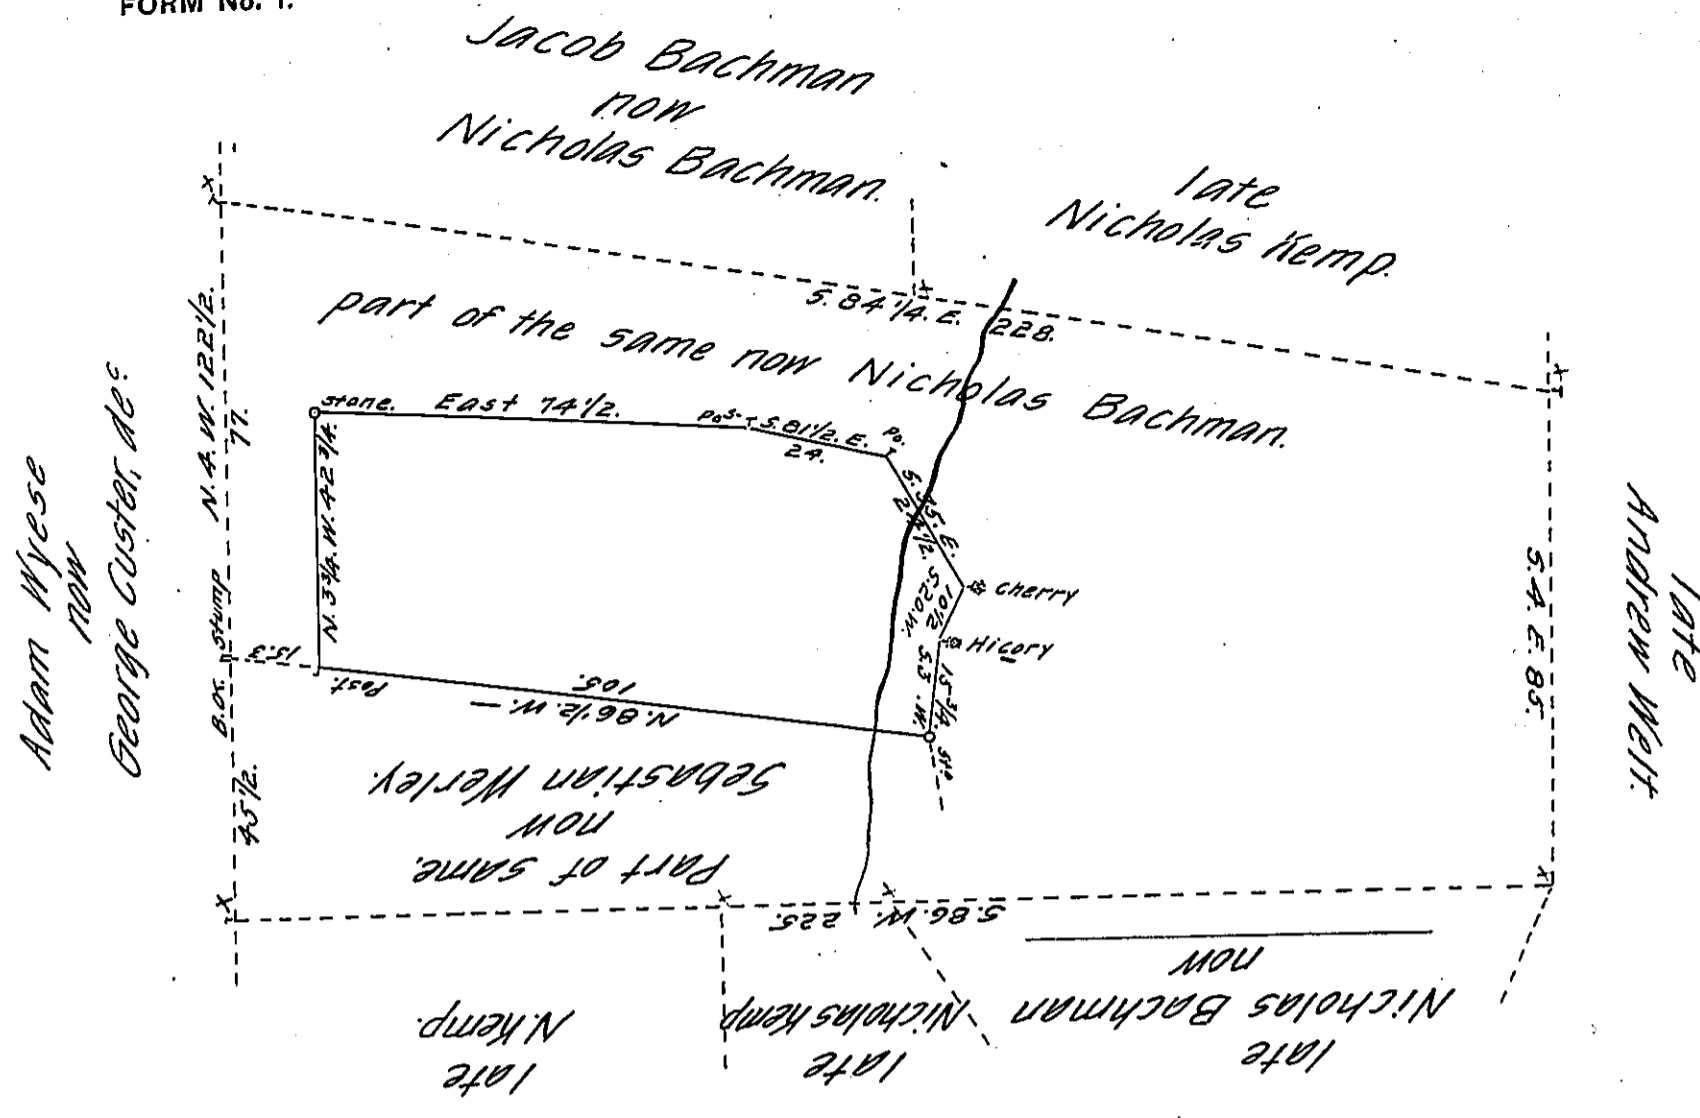 FORM No. 1.
Jacob Bachman
now
Nicholas Bachman.
late
Nicholas Kemp.
S. 84 1/4. E. 228.
part of the same now Nicholas Bachman.
Adam Wyese
now
George Custer, dec
N. 4. W. 122 1/2.
77.
B.OK. Stump
45 1/2.
15.3
stone. East 74 1/2. Pos. S. 81 1/2. E. Po.
24.
N. 3 3/4. W. 42 3/4.
S. 45. E.
Cherry
S. 20. W.
10 1/2
Hicory
S. 3. W.
15 3/4.
sto
Post.
105.
N. 86 1/2. W. —
Part of same.
now
Sebastian Werley.
S. 4. E. 85.
late
Andrew Welt.
S. 86. W. 225.
late
N. Kemp.
late
Nicholas Kemp
late
Nicholas Bachman
now